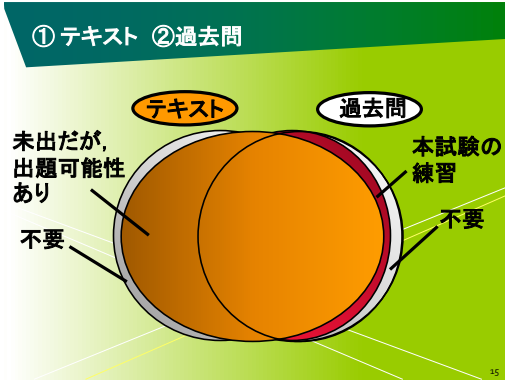 ① テキスト ②過去問
テキスト
過去問
未出だが，
出題可能性
あり
不要
本試験の
練習
不要
15